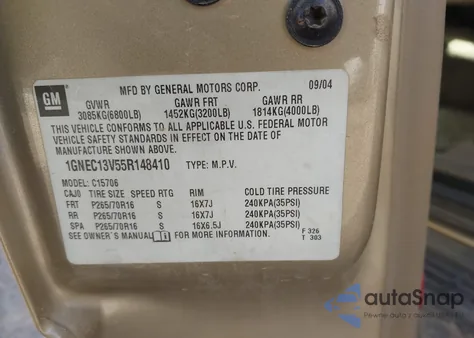 MFD BY GENERAL MOTORS CORP. 09/04
GM
GVWR GAWR FRT GAWR RR
3085KG(6800LB) 1452KG(3200LB) 1814KG(4000LB)
THIS VEHICLE CONFORMS TO ALL APPLICABLE U.S. FEDERAL MOTOR
VEHICLE SAFETY STANDARDS IN EFFECT ON THE DATE OF
MANUFACTURE SHOWN ABOVE.
1GNEC13V55R148410 TYPE: M.P.V.
MODEL: C15706
CAJ0 TIRE SIZE SPEED RTG RIM COLD TIRE PRESSURE
FRT P265/70R16 S 16X7J 240KPA(35PSI)
RR P265/70R16 S 16X7J 240KPA(35PSI)
SPA P265/70R16 S 16X6.5J 240KPA(35PSI)
SEE OWNER'S MANUAL FOR MORE INFORMATION
F 326
T 303
autoSnap
Pewne auta z wypadkami